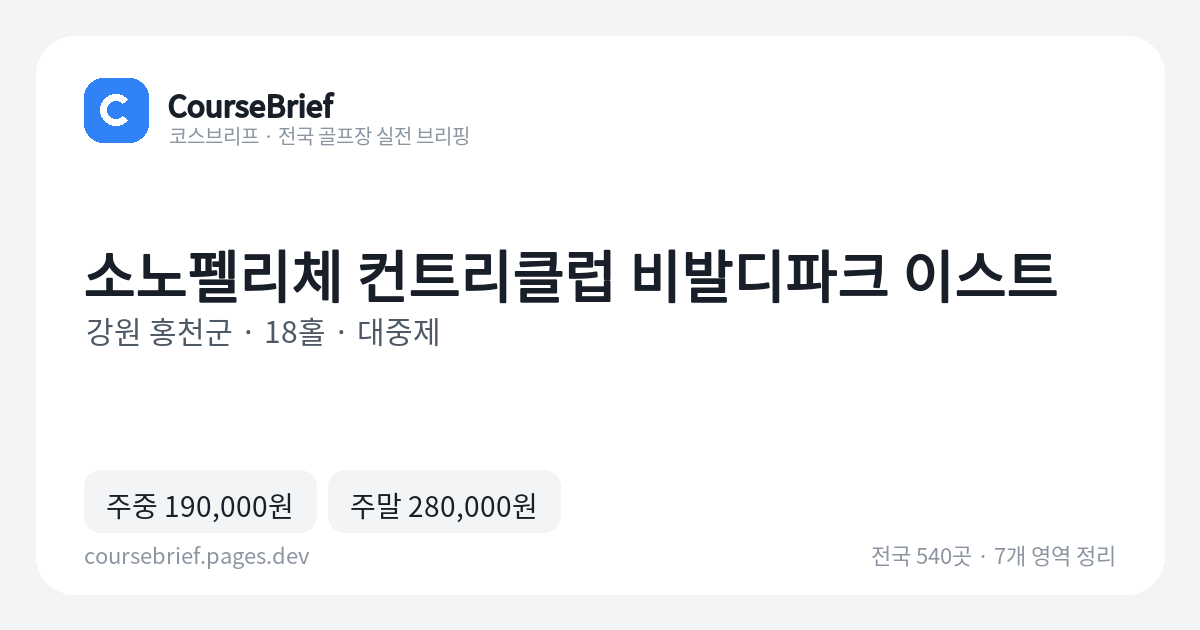 C
CourseBrief
코스브리프 · 전국 골프장 실전 브리핑
소노펠리체 컨트리클럽 비발디파크 이스트
강원 홍천군 · 18홀 · 대중제
주중 190,000원
주말 280,000원
coursebrief.pages.dev
전국 540곳 · 7개 영역 정리